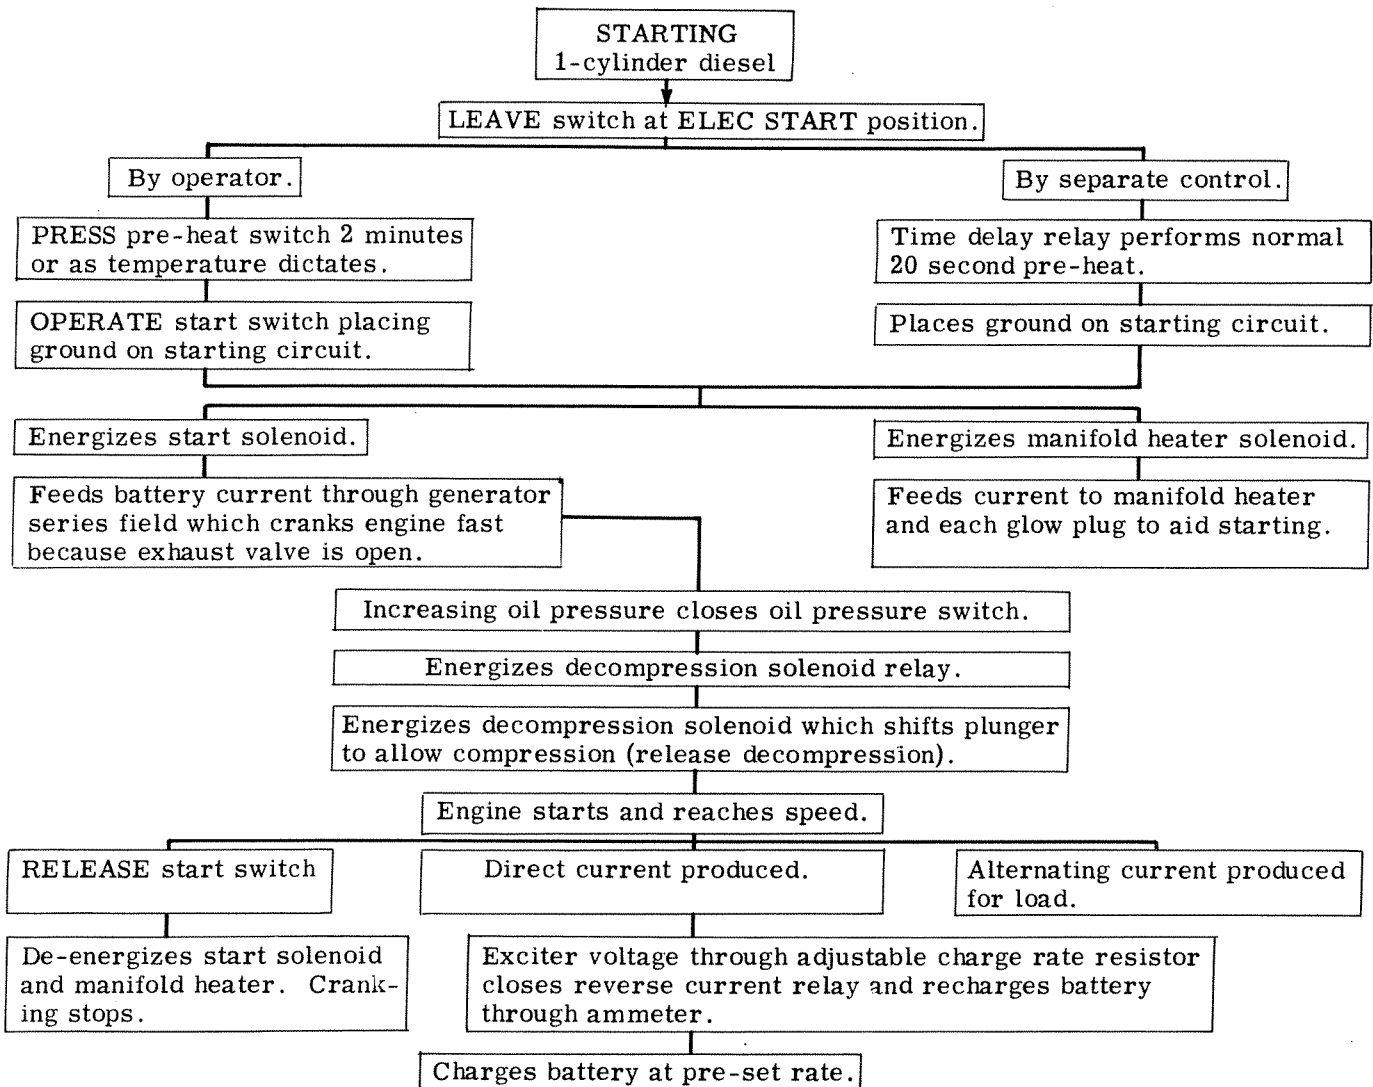 STARTING
1-cylinder diesel
LEAVE switch at ELEC START position.
By operator.
By separate control.
PRESS pre-heat switch 2 minutes
or as temperature dictates.
Time delay relay performs normal
20 second pre-heat.
OPERATE start switch placing
ground on starting circuit.
Places ground on starting circuit.
Energizes start solenoid.
Energizes manifold heater solenoid.
Feeds battery current through generator
series field which cranks engine fast
because exhaust valve is open.
Feeds current to manifold heater
and each glow plug to aid starting.
Increasing oil pressure closes oil pressure switch.
Energizes decompression solenoid relay.
Energizes decompression solenoid which shifts plunger
to allow compression (release decompression).
Engine starts and reaches speed.
RELEASE start switch
Direct current produced.
Alternating current produced
for load.
De-energizes start solenoid
and manifold heater. Crank-
ing stops.
Exciter voltage through adjustable charge rate resistor
closes reverse current relay and recharges battery
through ammeter.
Charges battery at pre-set rate.